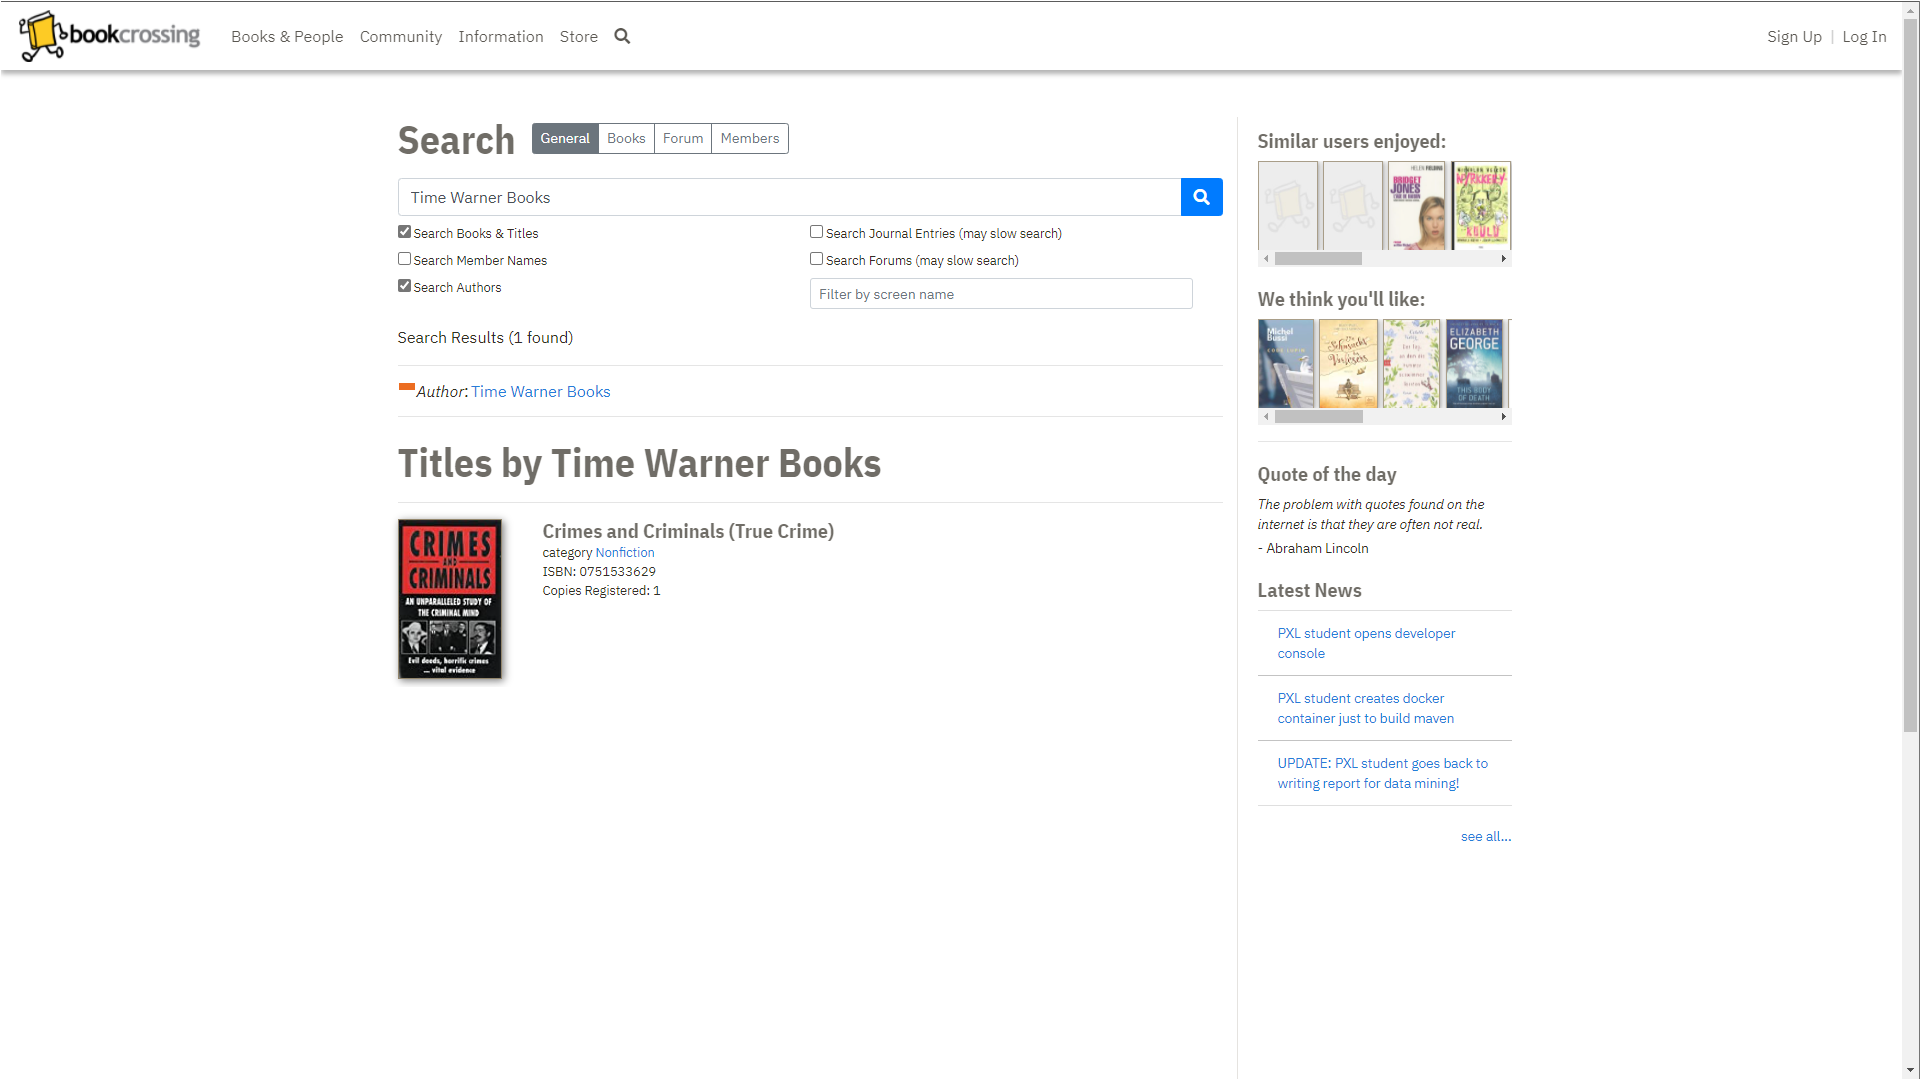 bookcrossing
Books & People
Community
Information
Store
Sign Up | Log In
Search
General
Books
Forum
Members
Time Warner Books
Search Books & Titles
Search Journal Entries (may slow search)
Search Member Names
Search Forums (may slow search)
Search Authors
Filter by screen name
Search Results (1 found)
Author: Time Warner Books
Titles by Time Warner Books
CRIMES
AND
CRIMINALS
AN UNPARALLELED STUDY OF
THE CRIMINAL MIND
Evil deeds, horrific crimes
... vital evidence
Crimes and Criminals (True Crime)
category Nonfiction
ISBN: 0751533629
Copies Registered: 1
Similar users enjoyed:
HELEN FIELDING
BRIDGET
JONES
We think you'll like:
Michel
Bussi
ELIZABETH
GEORGE
THIS BODY
OF DEATH
Quote of the day
The problem with quotes found on the
internet is that they are often not real.
- Abraham Lincoln
Latest News
PXL student opens developer
console
PXL student creates docker
container just to build maven
UPDATE: PXL student goes back to
writing report for data mining!
see all...